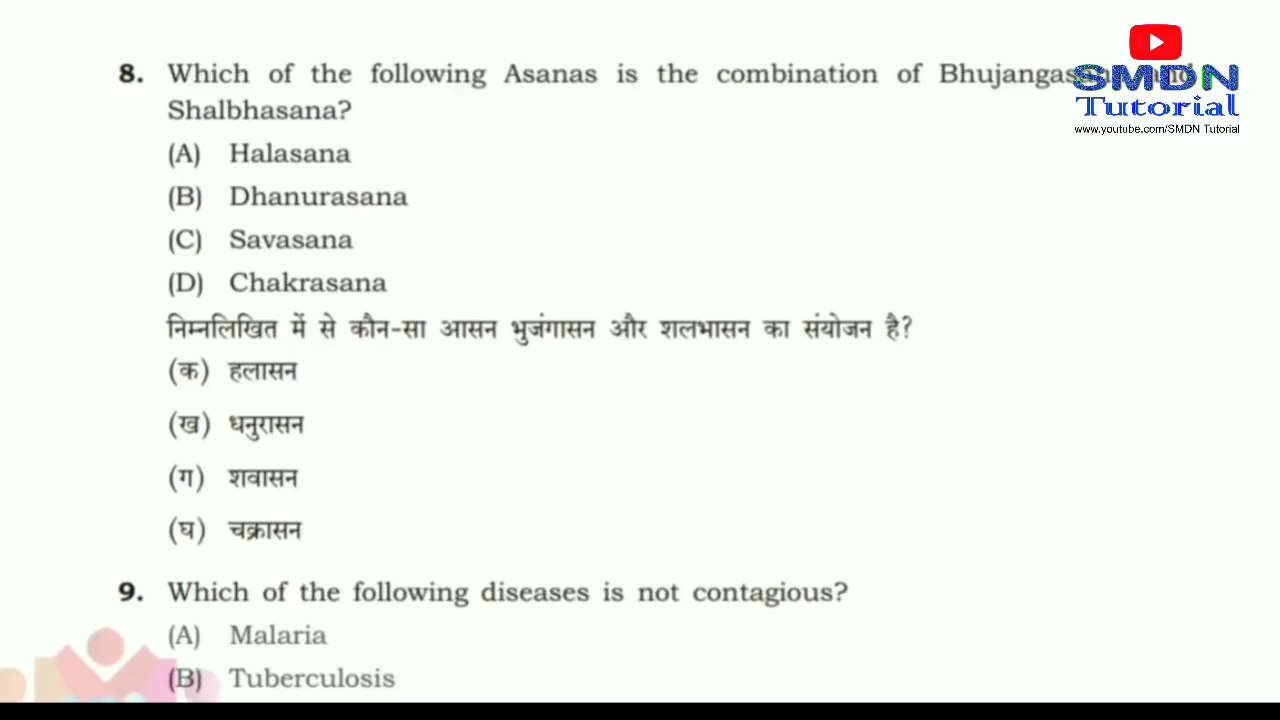 8. Which of the following Asanas is the combination of and
Shalbhasana?
(A) Halasana
(B) Dhanurasana
(C) Savasana
(D) Chakrasana
निम्नलिखित में से कौन-सा आसन भुजंगासन और शलभासन का संयोजन है?
(क) हलासन
(ख) धनुरासन
(ग) शवासन
(घ) चक्रासन
9. Which of the following diseases is not contagious?
(A) Malaria
(B) Tuberculosis
SMDN
Tutorial
www.youtube.com/SMDN Tutorial